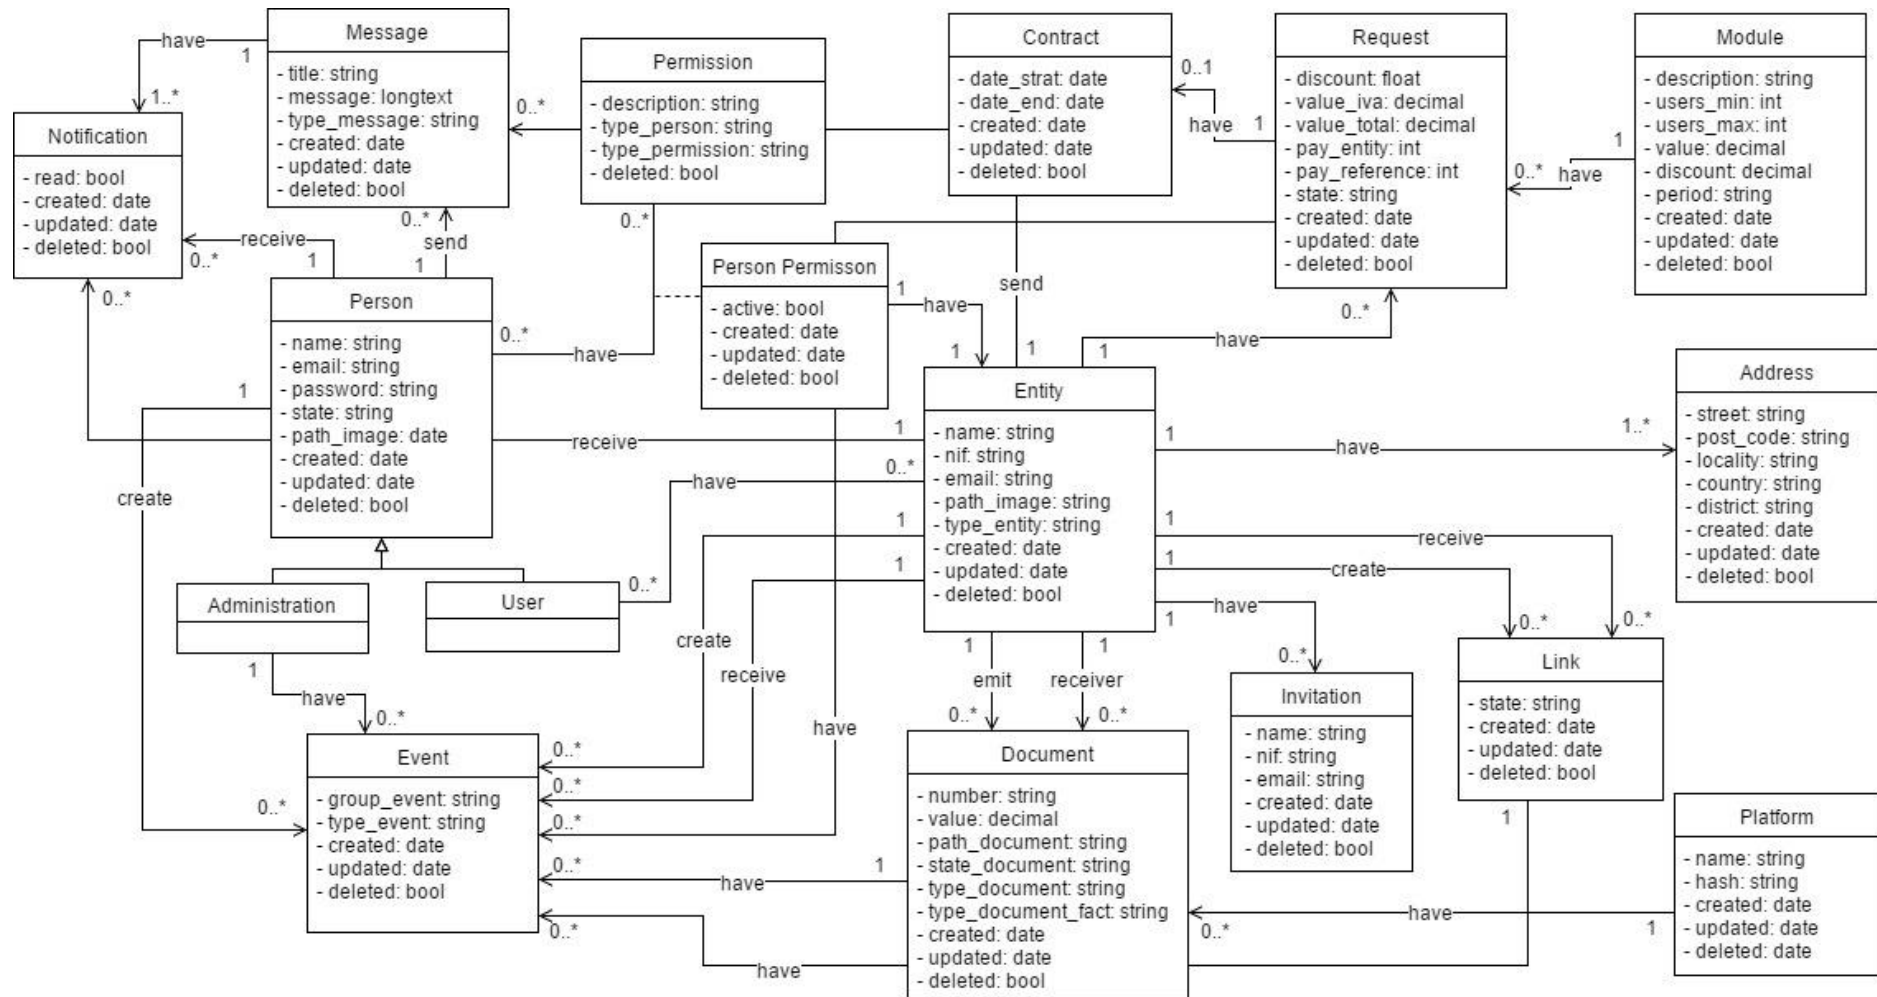 Message
- title: string
- message: longtext
- type_message: string
- created: date
- updated: date
- deleted: bool
have
1
1..*
Notification
- read: bool
- created: date
- updated: date
- deleted: bool
receive
0..*
1
0..*
send
0..*
1
0..*
Permission
- description: string
- type_person: string
- type_permission: string
- deleted: bool
0..*
Contract
- date_strat: date
- date_end: date
- created: date
- updated: date
- deleted: bool
0..1
have
1
Request
- discount: float
- value_iva: decimal
- value_total: decimal
- pay_entity: int
- pay_reference: int
- state: string
- created: date
- updated: date
- deleted: bool
1
0..*
have
Module
- description: string
- users_min: int
- users_max: int
- value: decimal
- discount: decimal
- period: string
- created: date
- updated: date
- deleted: bool
Person Permisson
- active: bool
- created: date
- updated: date
- deleted: bool
1
have
1
send
1
1
have
0..*
Person
- name: string
- email: string
- password: string
- state: string
- path_image: date
- created: date
- updated: date
- deleted: bool
0..*
have
1
create
receive
1
0..*
have
0..*
Entity
- name: string
- nif: string
- email: string
- path_image: string
- type_entity: string
- created: date
- updated: date
- deleted: bool
1
have
1..*
Address
- street: string
- post_code: string
- locality: string
- country: string
- district: string
- created: date
- updated: date
- deleted: bool
1
receive
1
create
have
1
0..*
0..*
0..*
1
1
create
receive
have
Administration
User
1
have
0..*
1
emit
0..*
1
receiver
0..*
Invitation
- name: string
- nif: string
- email: string
- created: date
- updated: date
- deleted: bool
Link
- state: string
- created: date
- updated: date
- deleted: bool
1
Event
- group_event: string
- type_event: string
- created: date
- updated: date
- deleted: bool
0..*
0..*
0..*
0..*
0..*
0..*
1
have
have
Document
- number: string
- value: decimal
- path_document: string
- state_document: string
- type_document: string
- type_document_fact: string
- created: date
- updated: date
- deleted: bool
0..*
have
1
Platform
- name: string
- hash: string
- created: date
- updated: date
- deleted: date